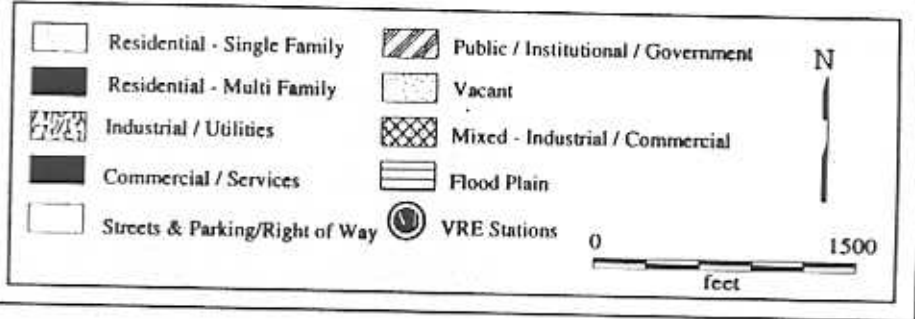 Residential - Single Family
Residential - Multi Family
Industrial / Utilities
Commercial / Services
Streets & Parking/Right of Way
Public / Institutional / Government
Vacant
Mixed - Industrial / Commercial
Flood Plain
VRE Stations
N
0 1500
feet